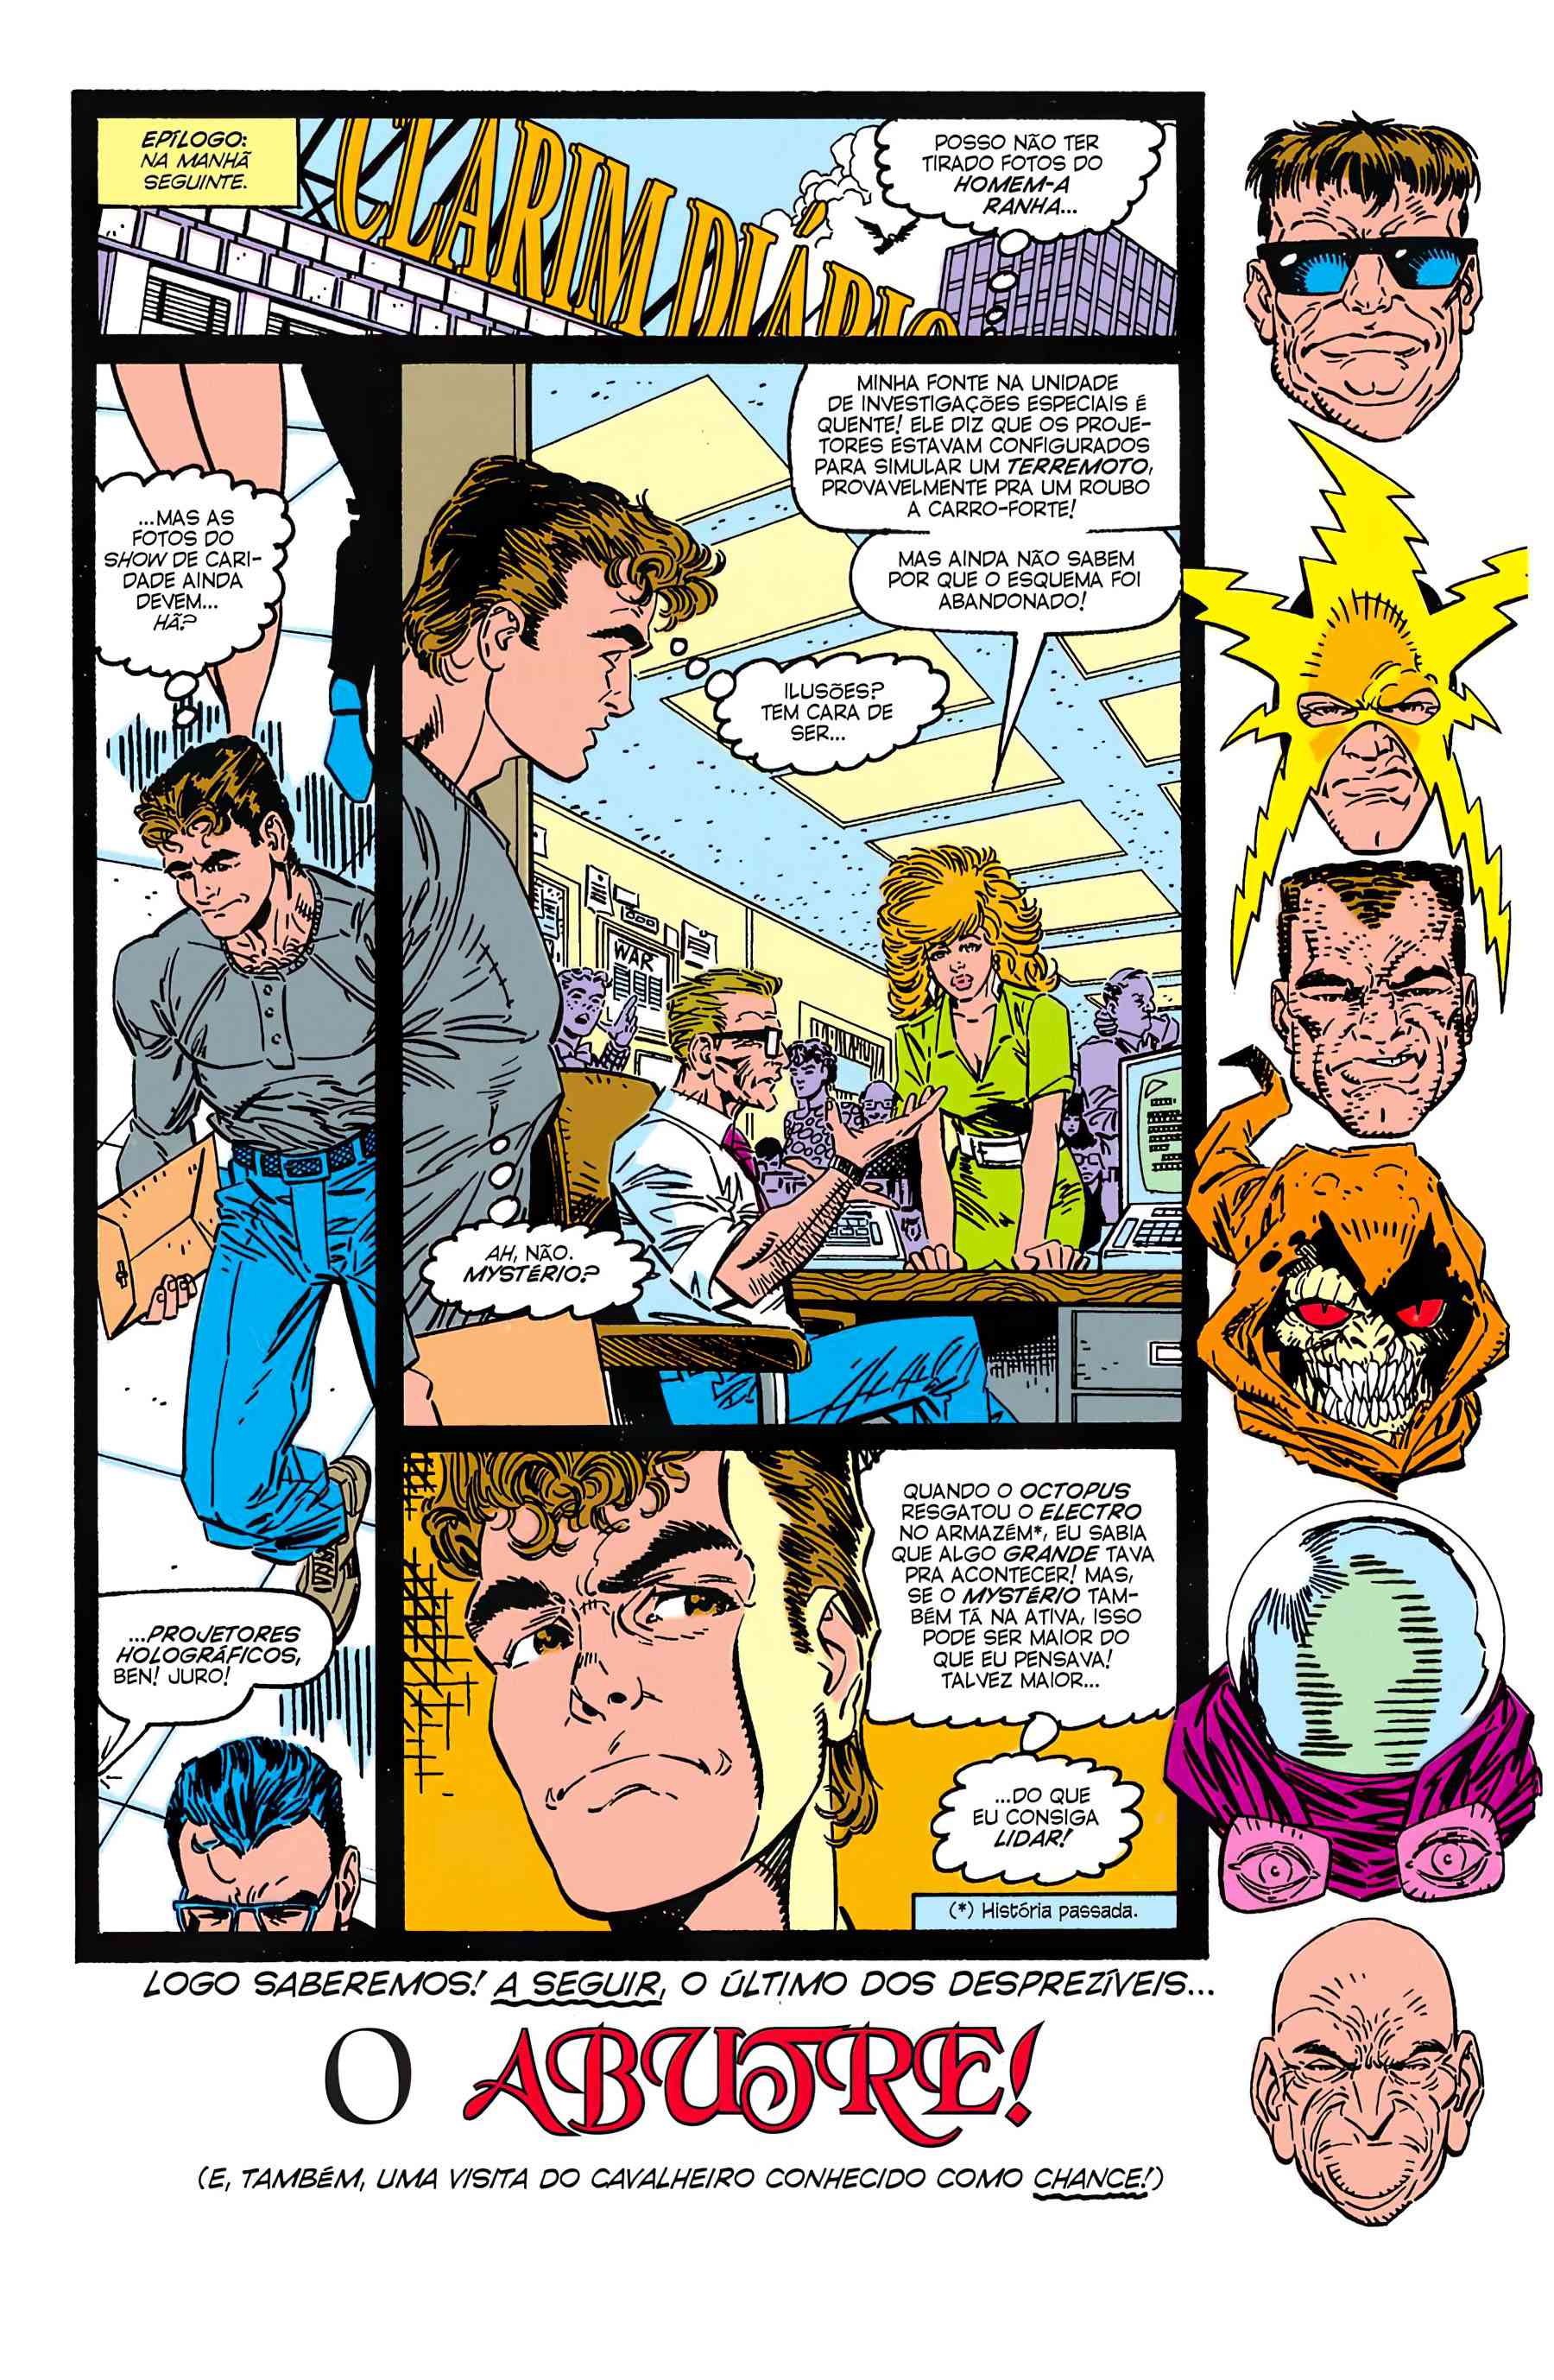 EPÍLOGO:
NA MANHÃ
SEGUINTE.
CLARIM DIÁRIO
POSSO NÃO TER
TIRADO FOTOS DO
HOMEM-A
RANHA...
...MAS AS
FOTOS DO
SHOW DE CARI-
DADE AINDA
DEVEM...
HÃ?
...PROJETORES
HOLOGRÁFICOS,
BEN! JURO!
MINHA FONTE NA UNIDADE
DE INVESTIGAÇÕES ESPECIAIS É
QUENTE! ELE DIZ QUE OS PROJE-
TORES ESTAVAM CONFIGURADOS
PARA SIMULAR UM TERREMOTO,
PROVAVELMENTE PRA UM ROUBO
A CARRO-FORTE!
MAS AINDA NÃO SABEM
POR QUE O ESQUEMA FOI
ABANDONADO!
ILUSÕES?
TEM CARA DE
SER...
WAR
AH, NÃO.
MYSTÉRIO?
QUANDO O OCTOPUS
RESGATOU O ELECTRO
NO ARMAZÉM*, EU SABIA
QUE ALGO GRANDE TAVA
PRA ACONTECER! MAS,
SE O MYSTÉRIO TAM-
BÉM TÁ NA ATIVA, ISSO
PODE SER MAIOR DO
QUE EU PENSAVA!
TALVEZ MAIOR...
...DO QUE
EU CONSIGA
LIDAR!
(*) História passada.
LOGO SABEREMOS! A SEGUIR, O ÚLTIMO DOS DESPREZÍVEIS...
O ABUTRE!
(E, TAMBÉM, UMA VISITA DO CAVALHEIRO CONHECIDO COMO CHANCE!)